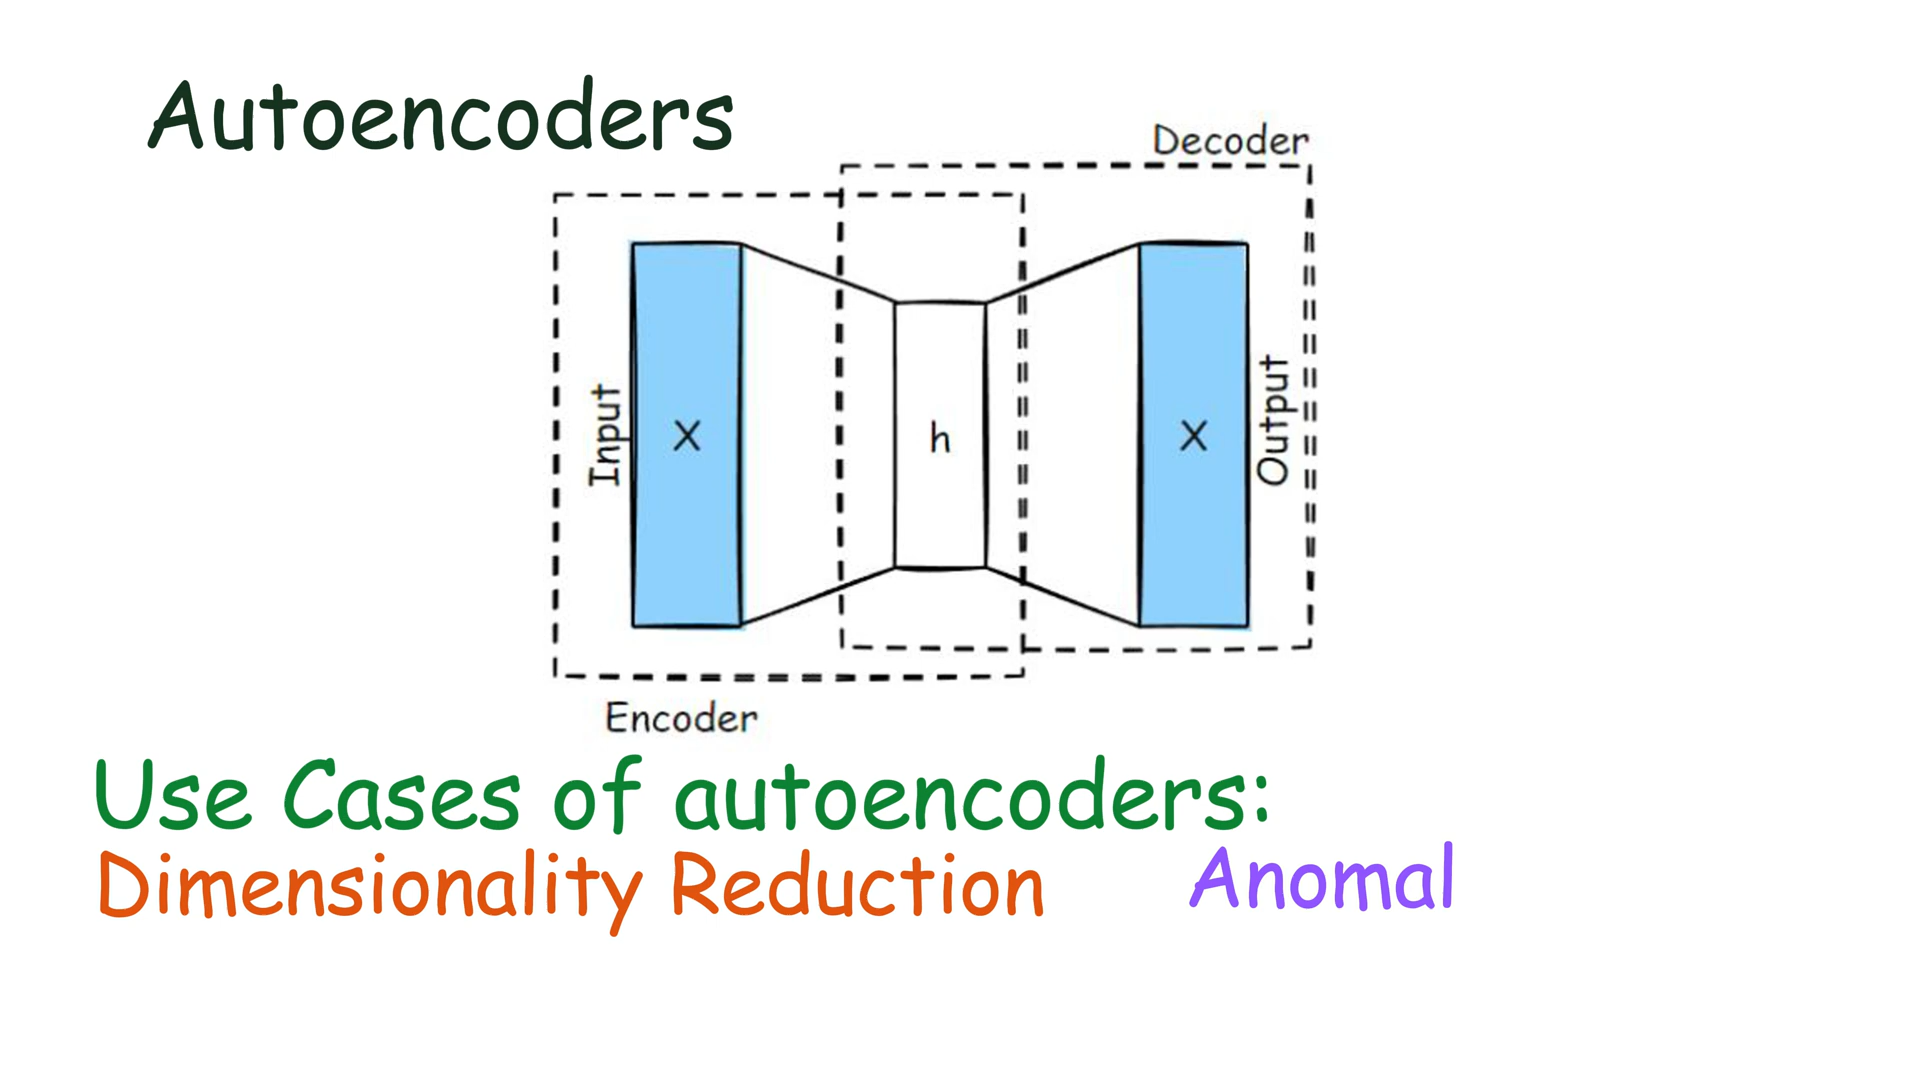 Autoencoders
Decoder
Input
X
h
X
Output
Encoder
Use Cases of autoencoders:
Dimensionality Reduction Anomal